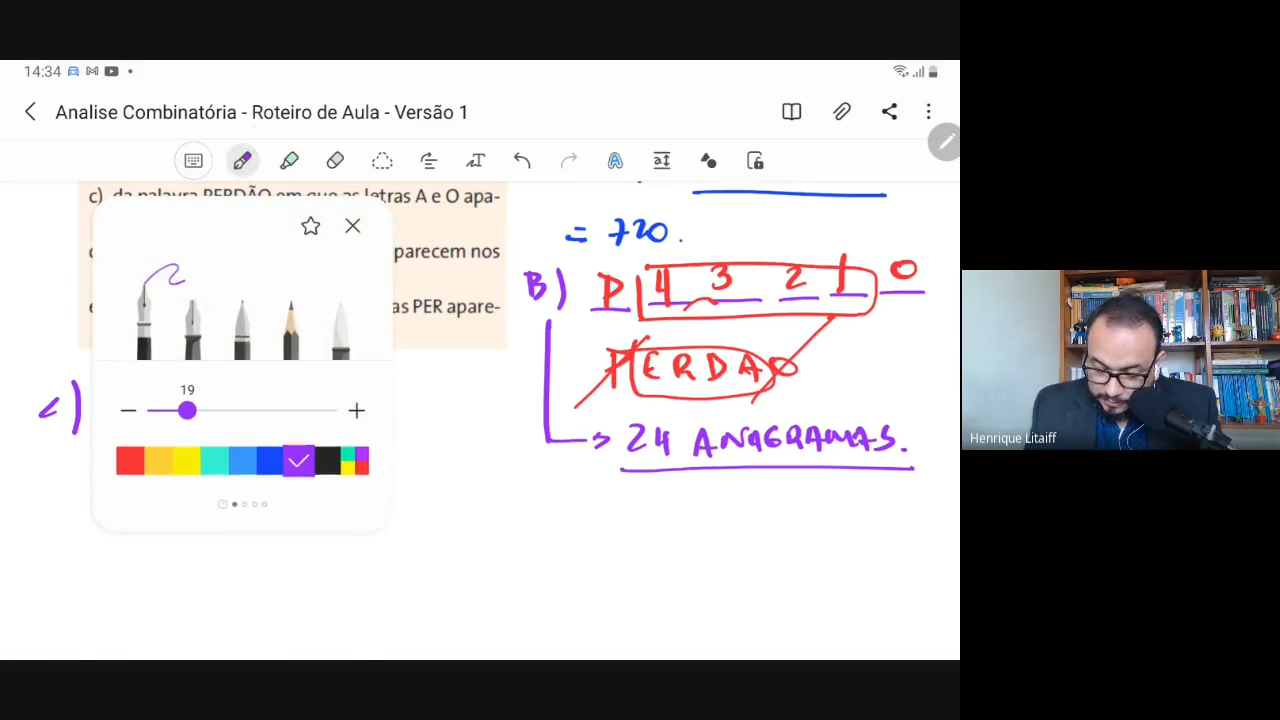 14:34
Analise Combinatória - Roteiro de Aula - Versão 1
c) da palavra PERDÃO em que as letras A e O apa-
parecem nos
as PER apare-
= 720.
B) P 4 3 2 1 O
P E R D A O
→ 24 ANAGRAMAS.
c)
19
Henrique Litaiff